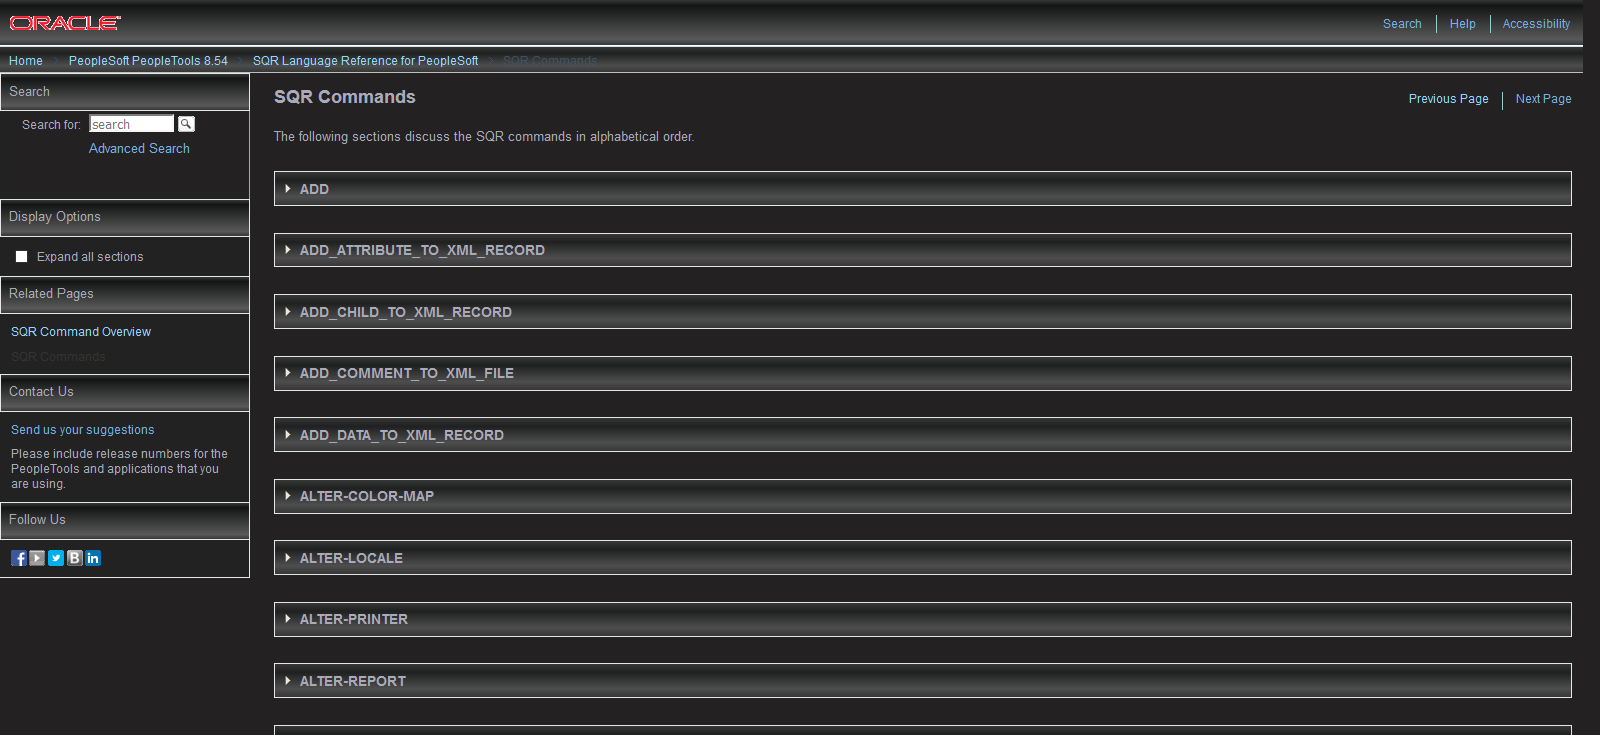 ORACLE
Search Help Accessibility
Home PeopleSoft PeopleTools 8.54 SQR Language Reference for PeopleSoft SQR Commands
Search
Search for: search
Advanced Search
Display Options
Expand all sections
Related Pages
SQR Command Overview
SQR Commands
Contact Us
Send us your suggestions
Please include release numbers for the
PeopleTools and applications that you
are using.
Follow Us
SQR Commands
Previous Page Next Page
The following sections discuss the SQR commands in alphabetical order.
ADD
ADD_ATTRIBUTE_TO_XML_RECORD
ADD_CHILD_TO_XML_RECORD
ADD_COMMENT_TO_XML_FILE
ADD_DATA_TO_XML_RECORD
ALTER-COLOR-MAP
ALTER-LOCALE
ALTER-PRINTER
ALTER-REPORT